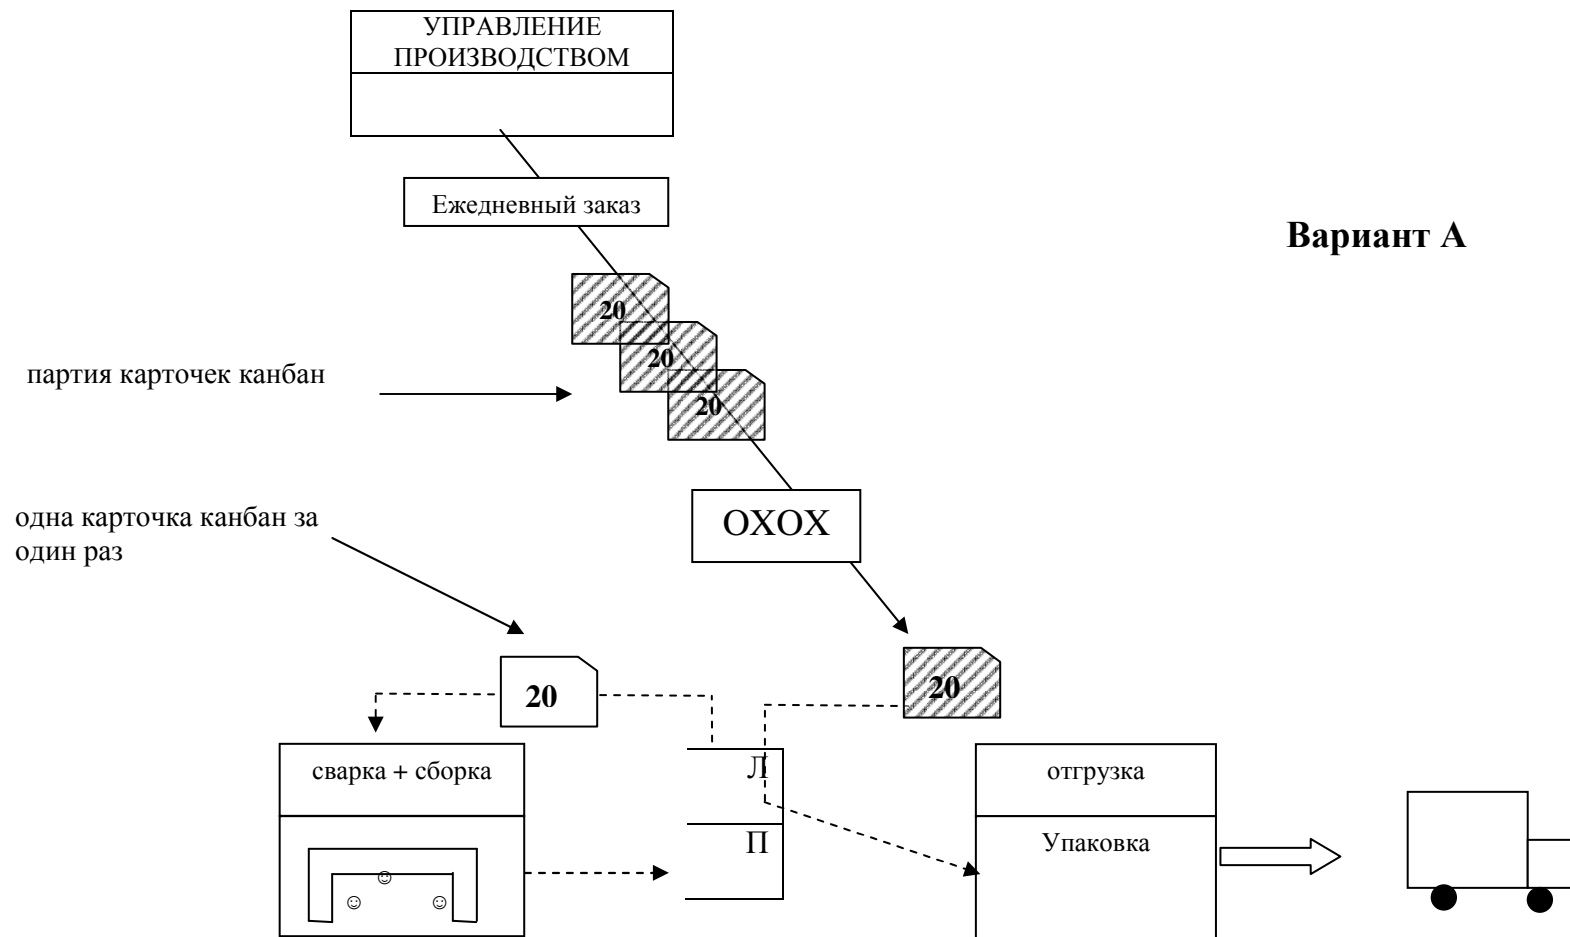 УПРАВЛЕНИЕ
ПРОИЗВОДСТВОМ
Ежедневный заказ
Вариант А
20
20
20
партия карточек канбан
ОХОХ
одна карточка канбан за
один раз
20
20
сварка + сборка
Л
П
отгрузка
Упаковка